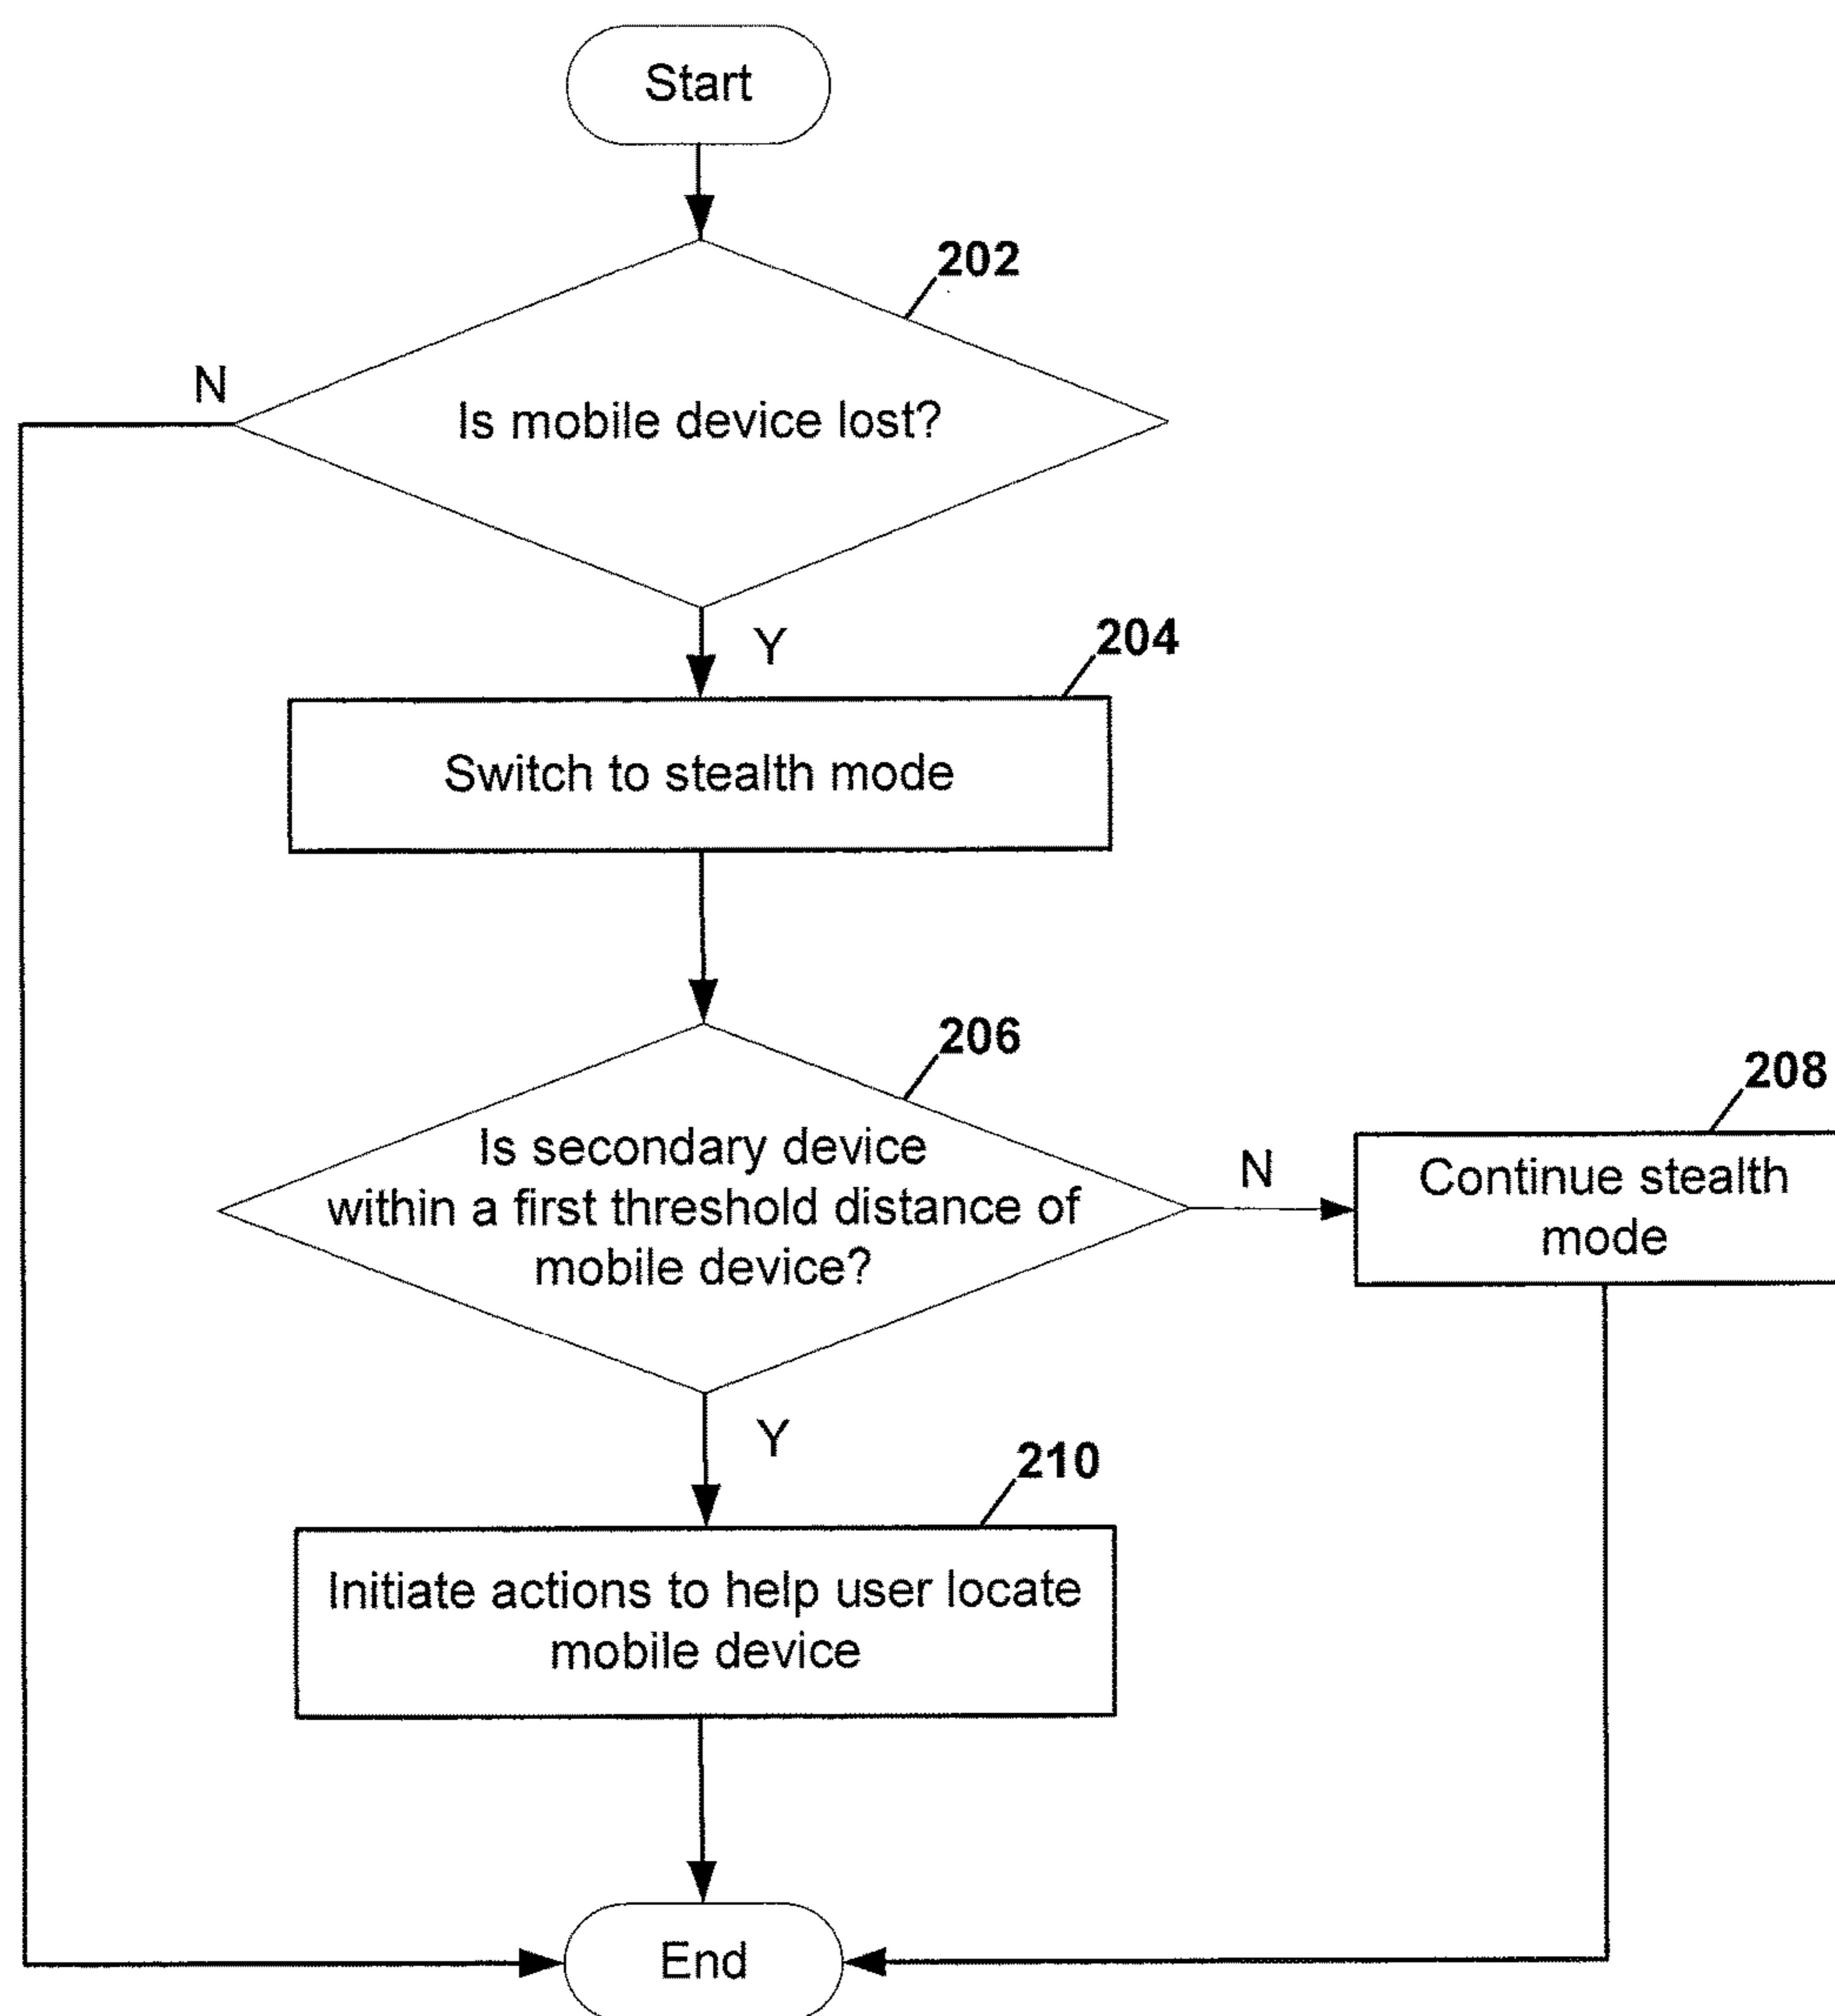 Start
202
N
Is mobile device lost?
Y
204
Switch to stealth mode
206
Is secondary device
within a first threshold distance of
mobile device?
N
208
Continue stealth
mode
Y
210
Initiate actions to help user locate
mobile device
End